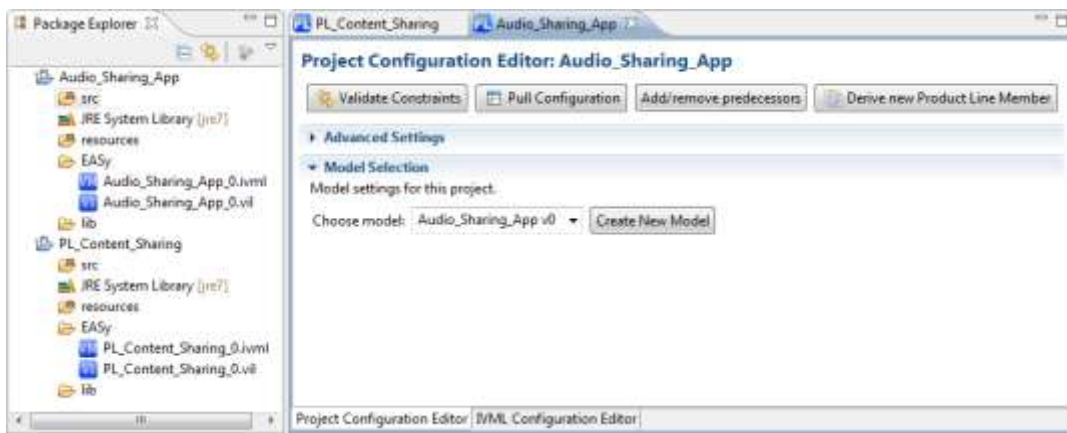 Package Explorer
Audio_Sharing_App
src
JRE System Library [jre7]
resources
EASy
Audio_Sharing_App_0.ivml
Audio_Sharing_App_0.vil
lib
PL_Content_Sharing
src
JRE System Library [jre7]
resources
EASy
PL_Content_Sharing_0.ivml
PL_Content_Sharing_0.vil
lib
PL_Content_Sharing Audio_Sharing_App
Project Configuration Editor: Audio_Sharing_App
Validate Constraints Pull Configuration Add/remove predecessors Derive new Product Line Member
Advanced Settings
Model Selection
Model settings for this project.
Choose model: Audio_Sharing_App v0 Create New Model
Project Configuration Editor IVML Configuration Editor